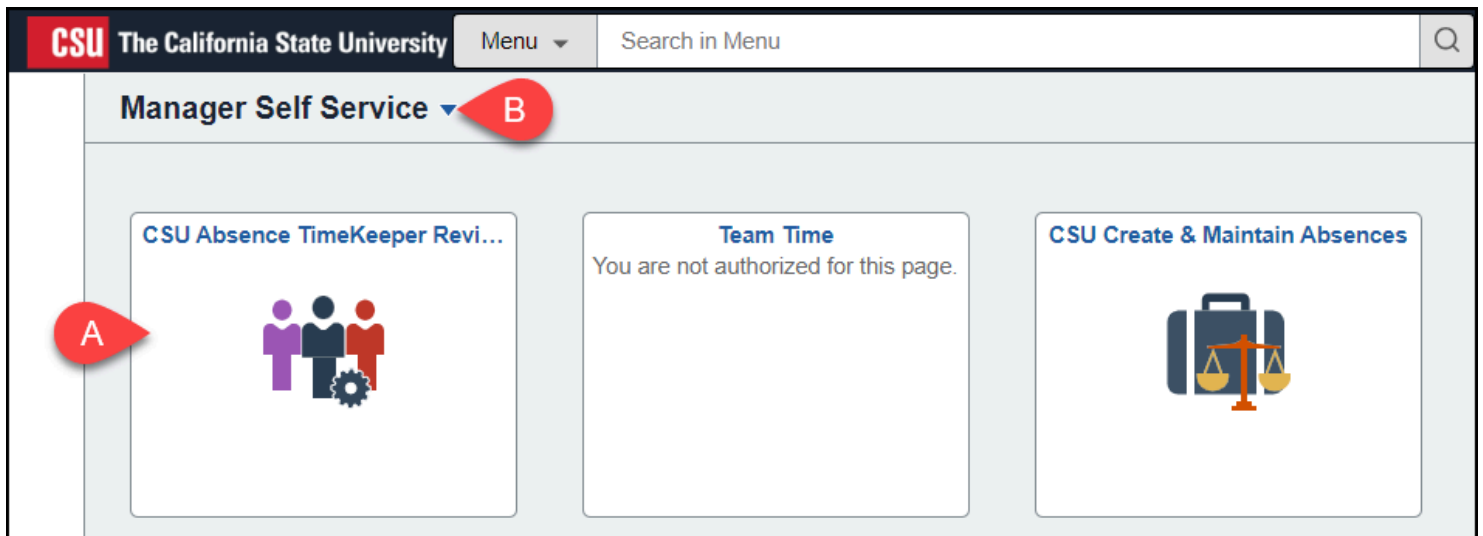 CSU The California State University Menu Search in Menu
Manager Self Service B
CSU Absence TimeKeeper Revi... Team Time CSU Create & Maintain Absences
You are not authorized for this page.
A